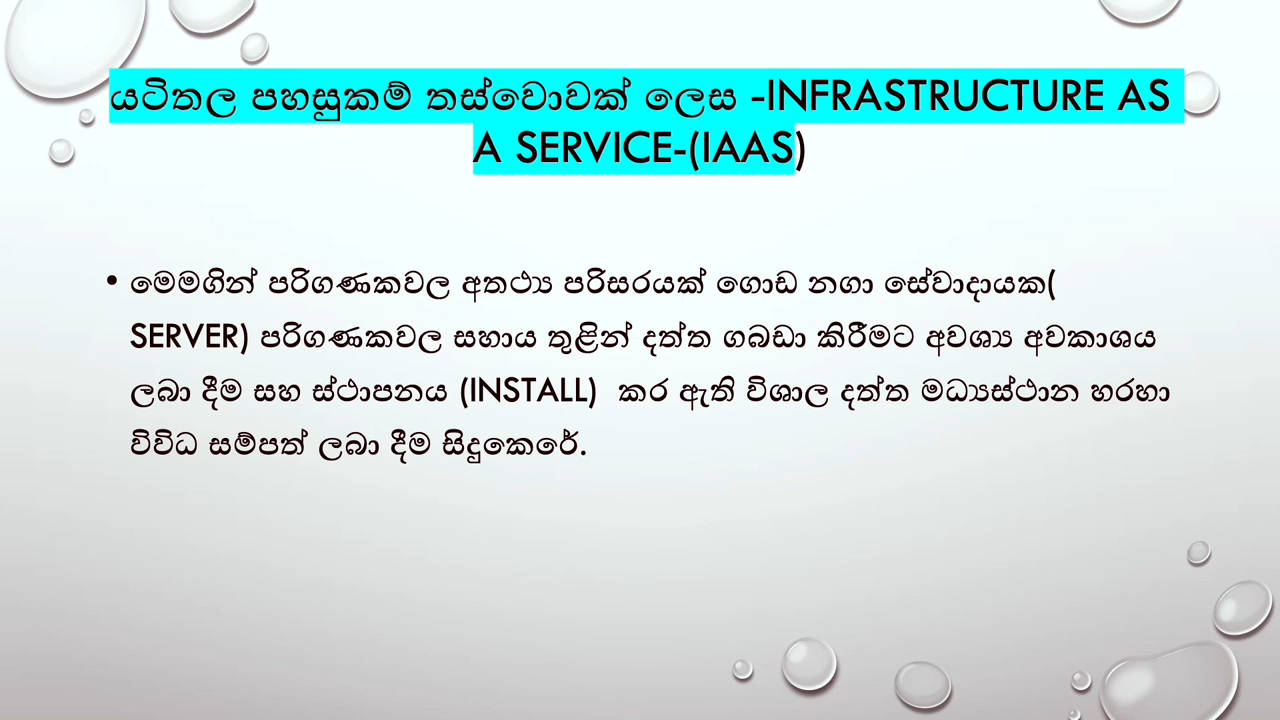 යටිතල පහසුකම් තස්වොවක් ලෙස -INFRASTRUCTURE AS
A SERVICE-(IAAS)
• මෙමගින් පරිගණකවල අතථ්‍ය පරිසරයක් ගොඩ නගා සේවාදායක(
SERVER) පරිගණකවල සහාය තුළින් දත්ත ගබඩා කිරීමට අවශ්‍ය අවකාශය
ලබා දීම සහ ස්ථාපනය (INSTALL) කර ඇති විශාල දත්ත මධ්‍යස්ථාන හරහා
විවිධ සම්පත් ලබා දීම සිදුකෙරේ.